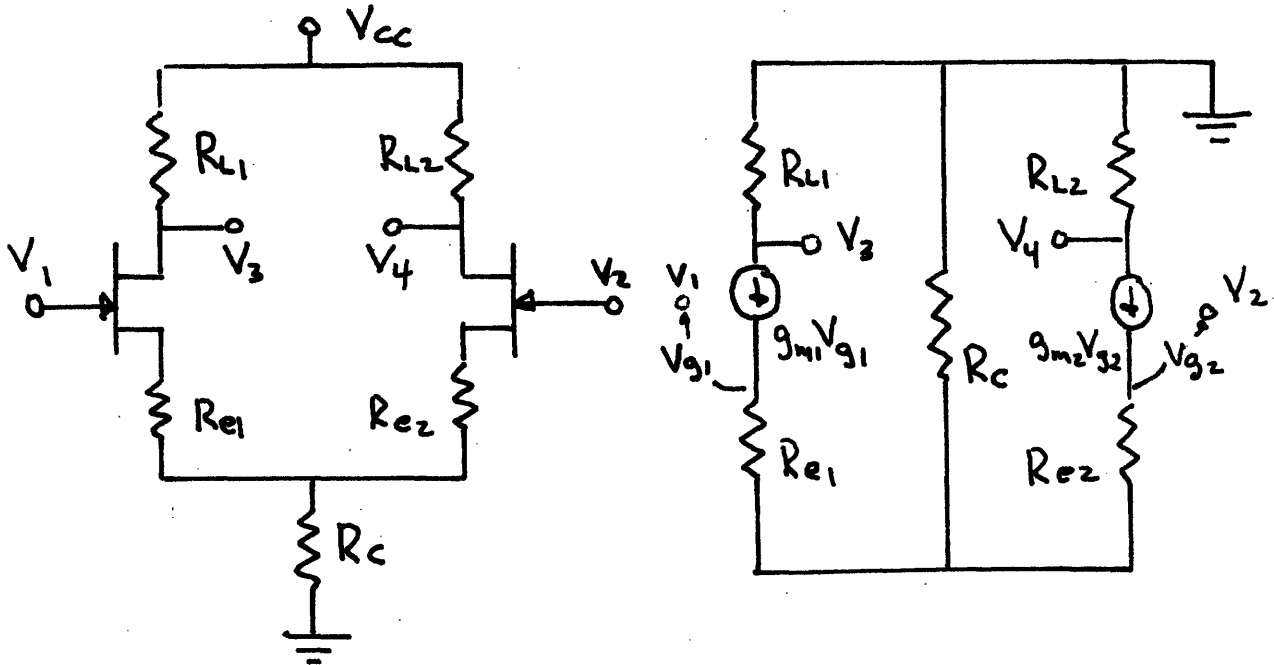 Vcc
RL1
RL2
V1
V3
V4
V2
Re1
Re2
Rc
RL1
RL2
V3
V4
V1
V2
Vg1
gm1Vg1
Rc
gm2Vg2
Vg2
Re1
Re2